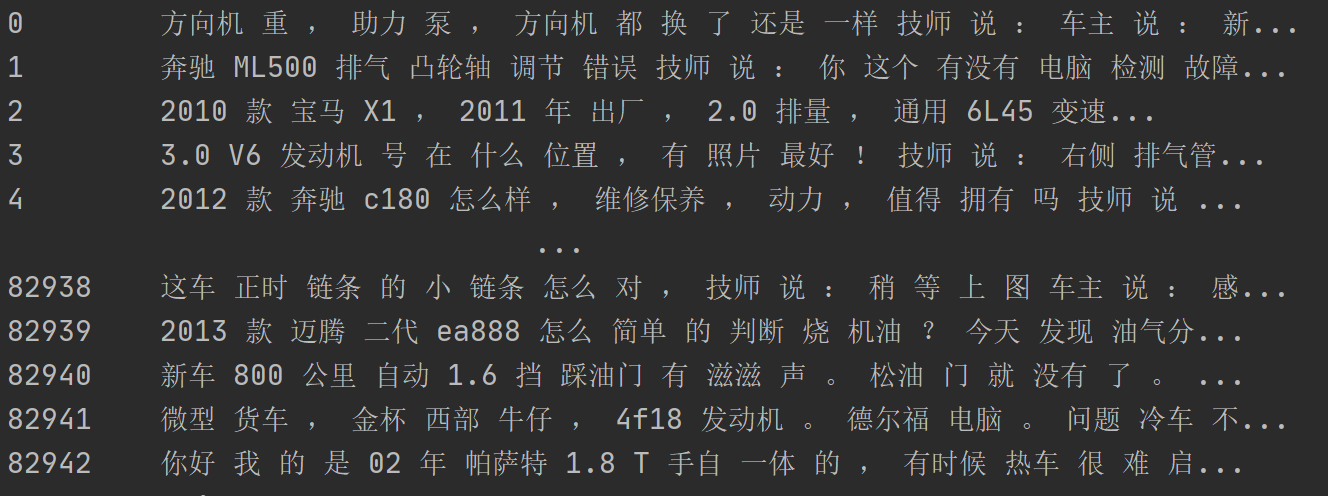 0 方向机 重 ， 助力 泵 ， 方向机 都 换 了 还是 一样 技师 说 ： 车主 说 ： 新...
1 奔驰 ML500 排气 凸轮轴 调节 错误 技师 说 ： 你 这个 有没有 电脑 检测 故障...
2 2010 款 宝马 X1 ， 2011 年 出厂 ， 2.0 排量 ， 通用 6L45 变速...
3 3.0 V6 发动机 号 在 什么 位置 ， 有 照片 最好 ！ 技师 说 ： 右侧 排气管...
4 2012 款 奔驰 c180 怎么样 ， 维修保养 ， 动力 ， 值得 拥有 吗 技师 说 ...
...
82938 这车 正时 链条 的 小 链条 怎么 对 ， 技师 说 ： 稍 等 上 图 车主 说 ： 感...
82939 2013 款 迈腾 二代 ea888 怎么 简单 的 判断 烧 机油 ？ 今天 发现 油气分...
82940 新车 800 公里 自动 1.6 挡 踩油门 有 滋滋 声 。 松油 门 就 没有 了 。 ...
82941 微型 货车 ， 金杯 西部 牛仔 ， 4f18 发动机 。 德尔福 电脑 。 问题 冷车 不...
82942 你好 我 的 是 02 年 帕萨特 1.8 T 手自 一体 的 ， 有时候 热车 很 难 启...